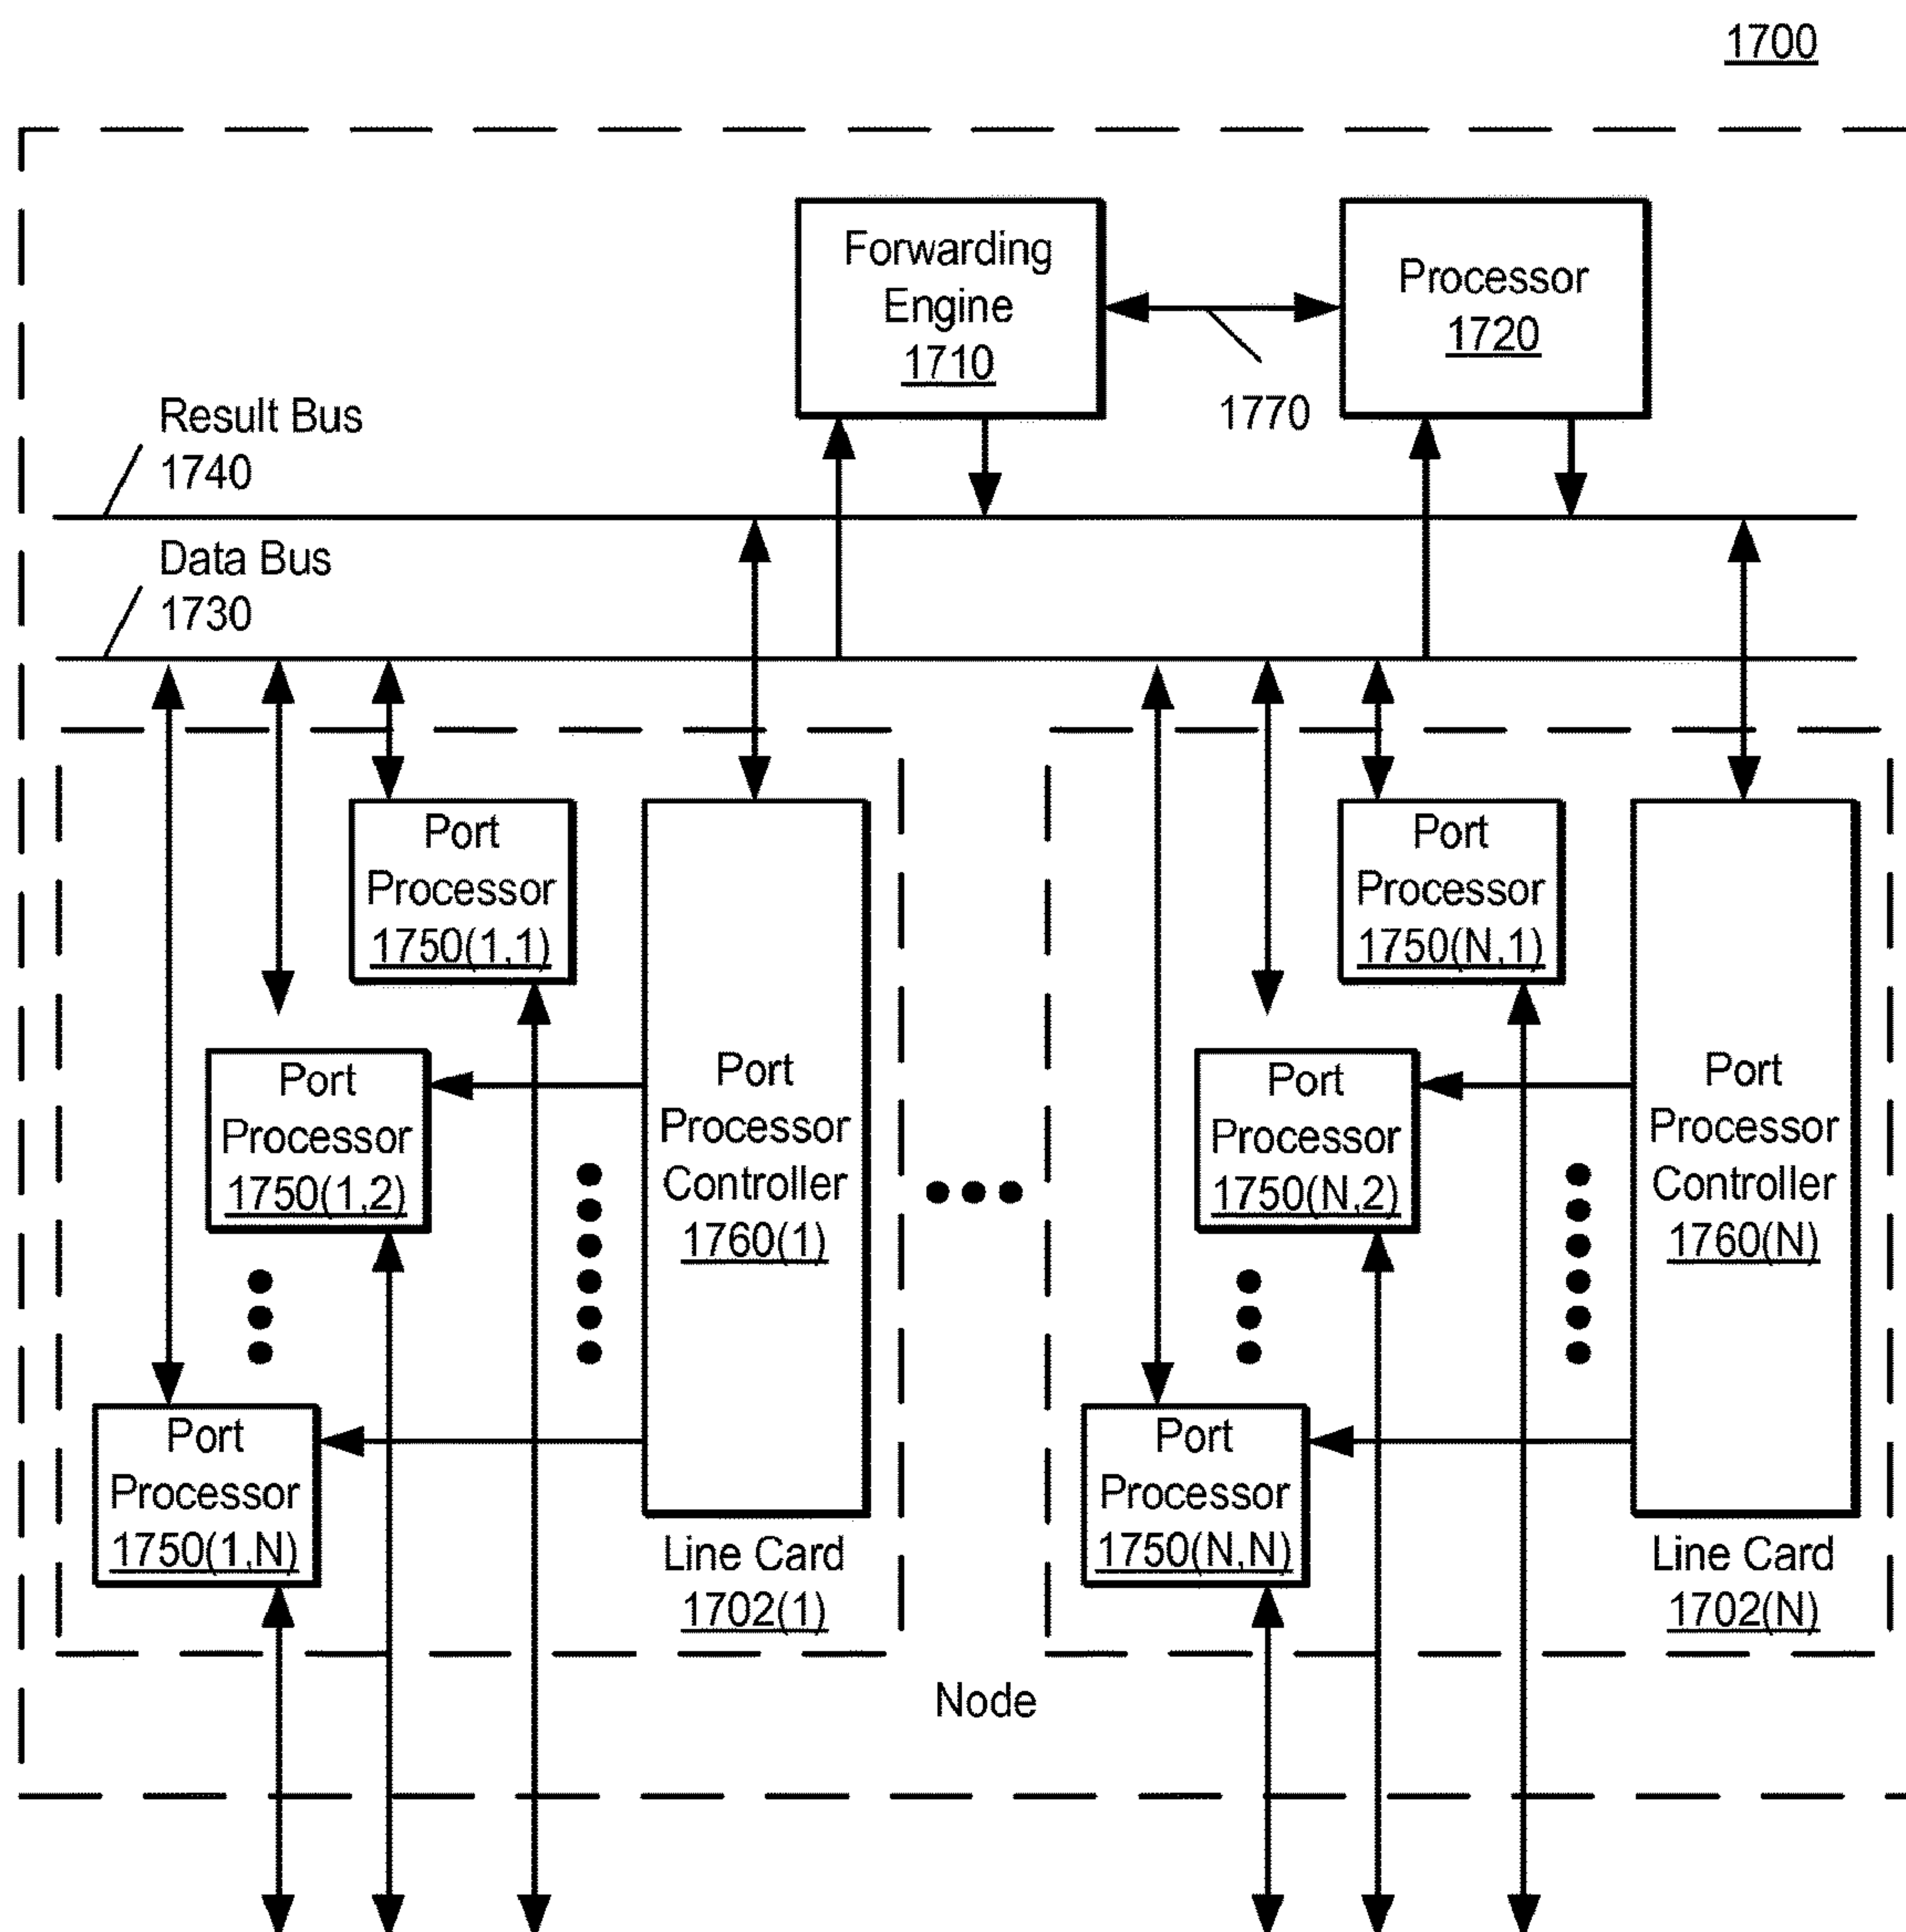 1700
Forwarding
Engine
1710
Processor
1720
1770
Result Bus
1740
Data Bus
1730
Port
Processor
1750(1,1)
Port
Processor
1750(1,2)
Port
Processor
1750(1,N)
Port
Processor
Controller
1760(1)
Line Card
1702(1)
Port
Processor
1750(N,1)
Port
Processor
1750(N,2)
Port
Processor
1750(N,N)
Port
Processor
Controller
1760(N)
Line Card
1702(N)
Node